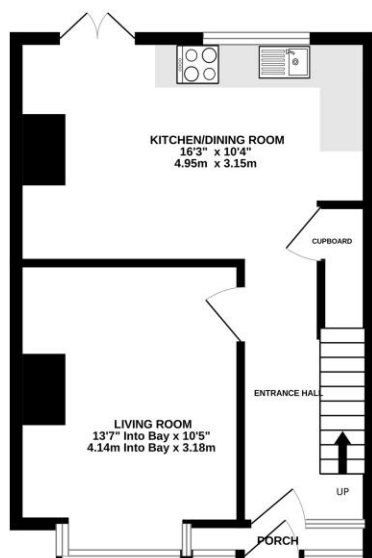 KITCHEN/DINING ROOM
16'3" x 10'4"
4.95m x 3.15m
CUPBOARD
ENTRANCE HALL
LIVING ROOM
13'7" Into Bay x 10'5"
4.14m Into Bay x 3.18m
UP
PORCH